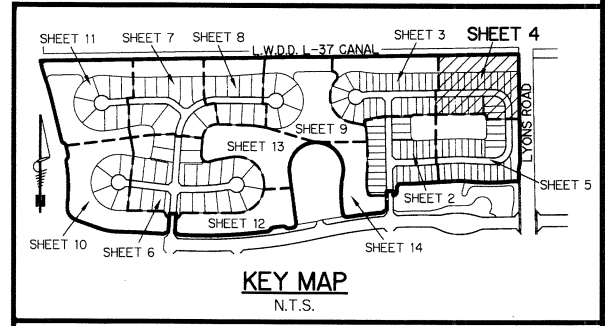 SHEET 11
SHEET 7
SHEET 8
L.W.D.D. L-37 CANAL
SHEET 3
SHEET 4
LYONS ROAD
SHEET 9
SHEET 13
SHEET 5
SHEET 2
SHEET 10
SHEET 6
SHEET 12
SHEET 14
KEY MAP
N.T.S.